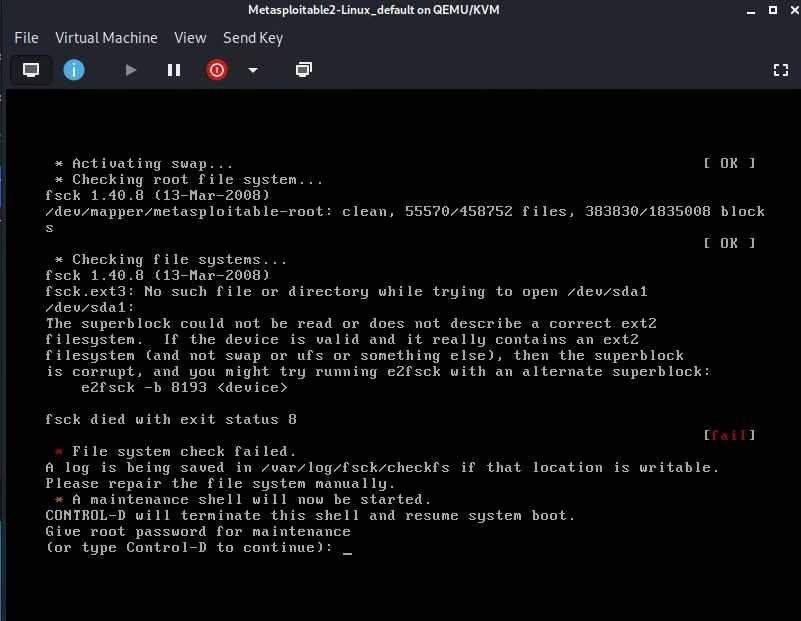 Metasploitable2-Linux_default on QEMU/KVM
File Virtual Machine View Send Key
* Activating swap... [ OK ]
* Checking root file system...
fsck 1.40.8 (13-Mar-2008)
/dev/mapper/metasploitable-root: clean, 55570/458752 files, 383830/1835008 block
s
[ OK ]
* Checking file systems...
fsck 1.40.8 (13-Mar-2008)
fsck.ext3: No such file or directory while trying to open /dev/sda1
/dev/sda1:
The superblock could not be read or does not describe a correct ext2
filesystem.  If the device is valid and it really contains an ext2
filesystem (and not swap or ufs or something else), then the superblock
is corrupt, and you might try running e2fsck with an alternate superblock:
    e2fsck -b 8193 <device>
fsck died with exit status 8
[fail]
* File system check failed.
A log is being saved in /var/log/fsck/checkfs if that location is writable.
Please repair the file system manually.
* A maintenance shell will now be started.
CONTROL-D will terminate this shell and resume system boot.
Give root password for maintenance
(or type Control-D to continue): _